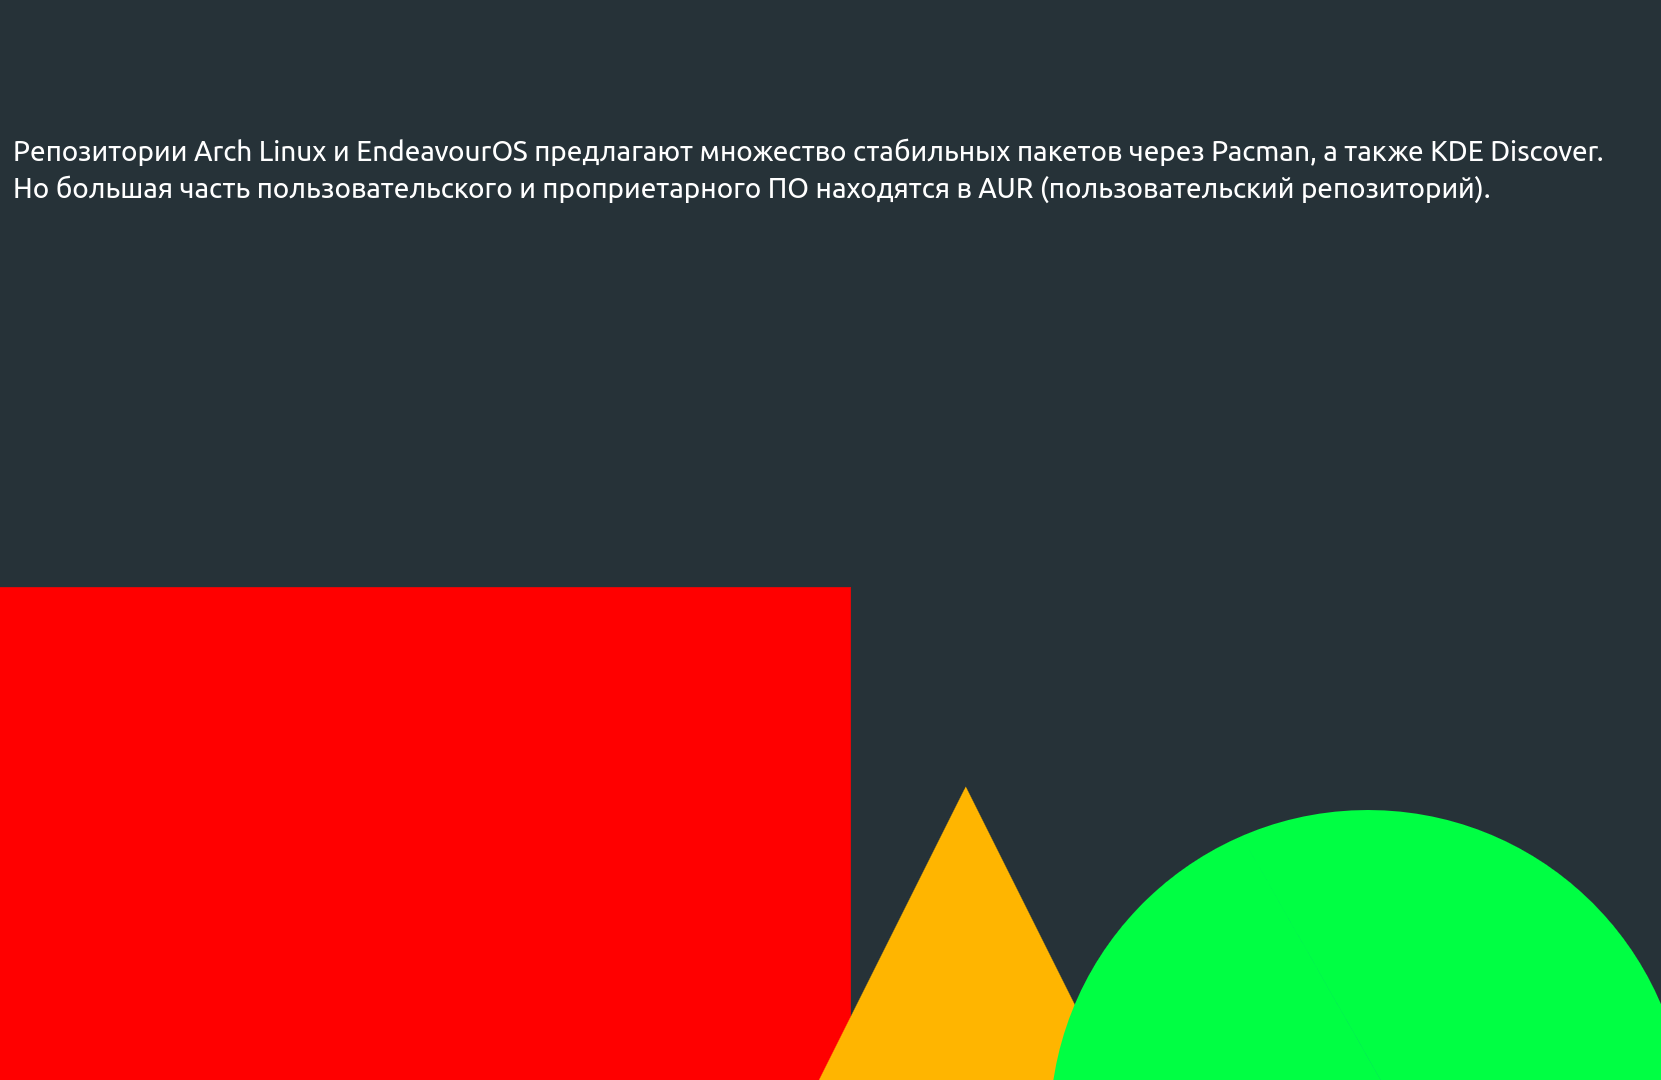 Репозитории Arch Linux и EndeavourOS предлагают множество стабильных пакетов через Pacman, а также KDE Discover.
Но большая часть пользовательского и проприетарного ПО находятся в AUR (пользовательский репозиторий).